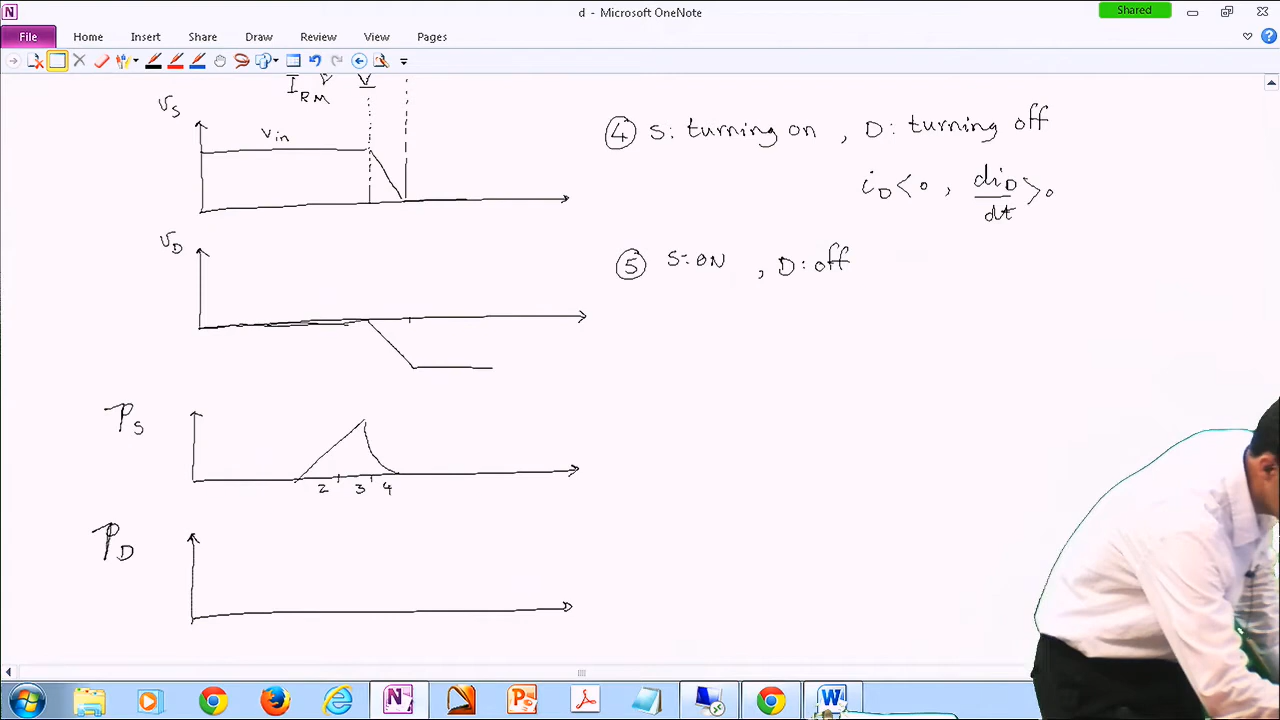 d - Microsoft OneNote
Shared
File Home Insert Share Draw Review View Pages
I_RM V
v_S
v_in
④ S: turning on , D: turning off
i_D < 0 , di_D/dt > 0
v_D
⑤ S: ON , D: off
P_S
2 3 4
P_D